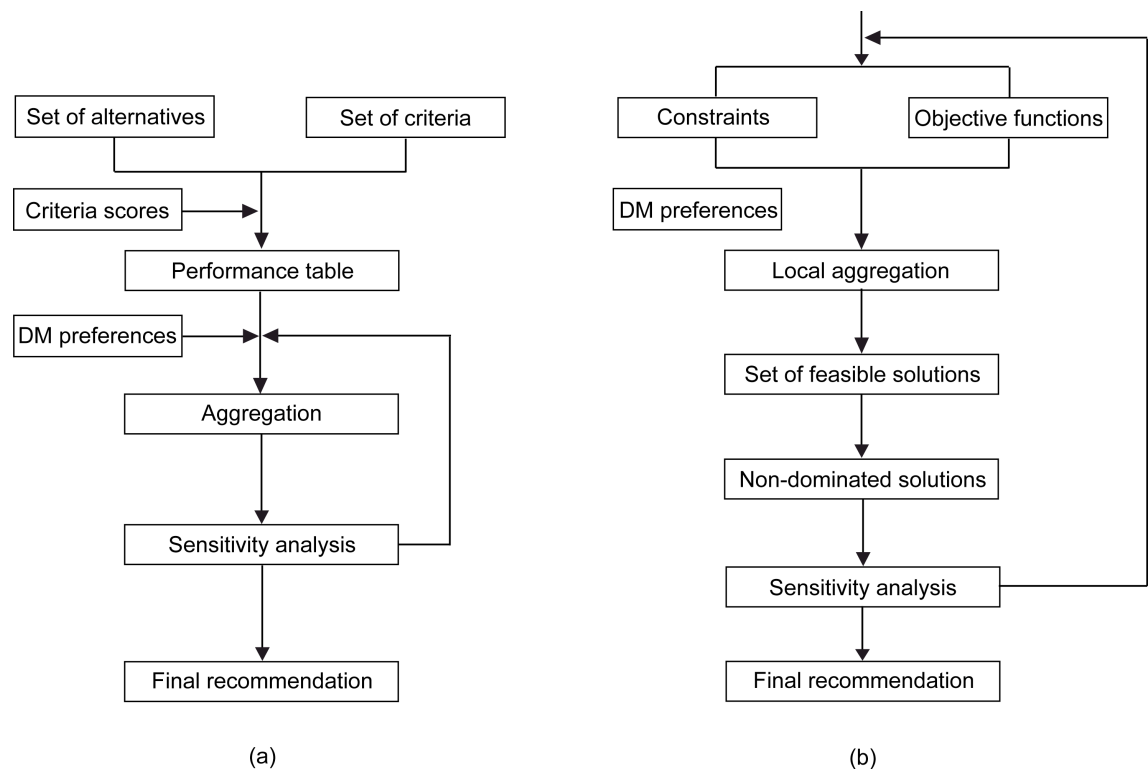 Set of alternatives
Set of criteria
Criteria scores
Performance table
DM preferences
Aggregation
Sensitivity analysis
Final recommendation
(a)
Constraints
Objective functions
DM preferences
Local aggregation
Set of feasible solutions
Non-dominated solutions
Sensitivity analysis
Final recommendation
(b)